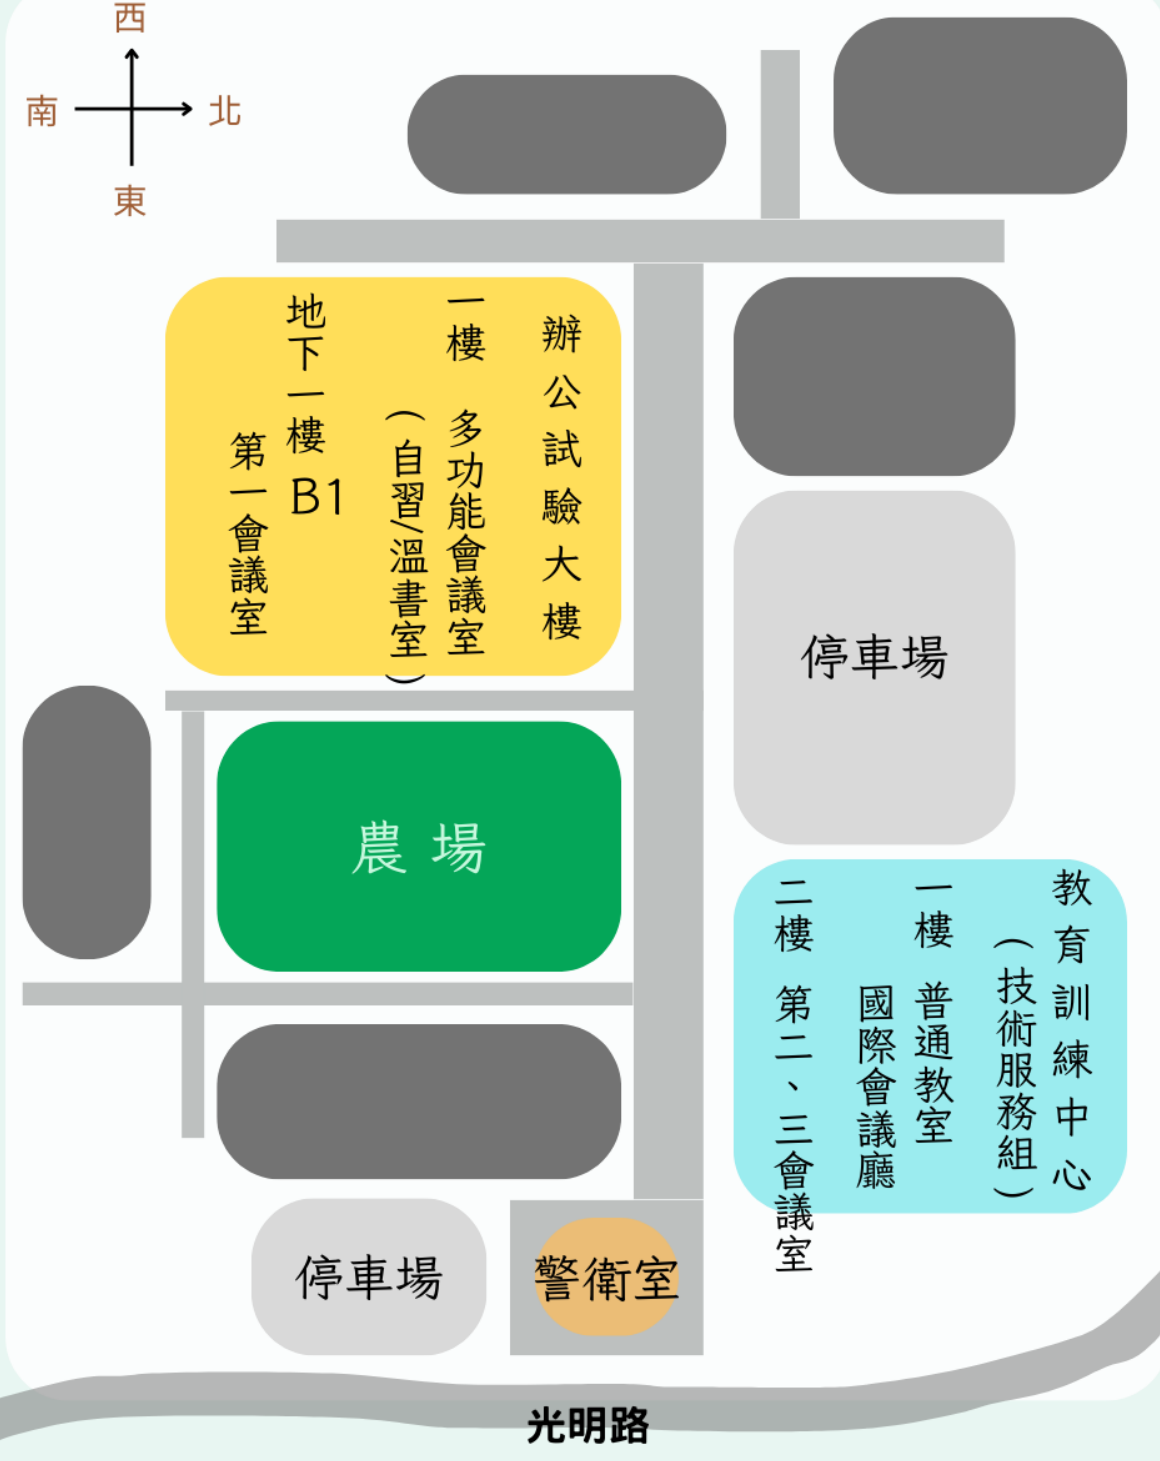 西
南
北
東
辦公試驗大樓
一樓 多功能會議室
(自習/溫書室)
地下一樓 B1
第一會議室
停車場
農場
教育訓練中心
(技術服務組)
一樓 普通教室
國際會議廳
二樓 第二、三會議室
停車場
警衛室
光明路